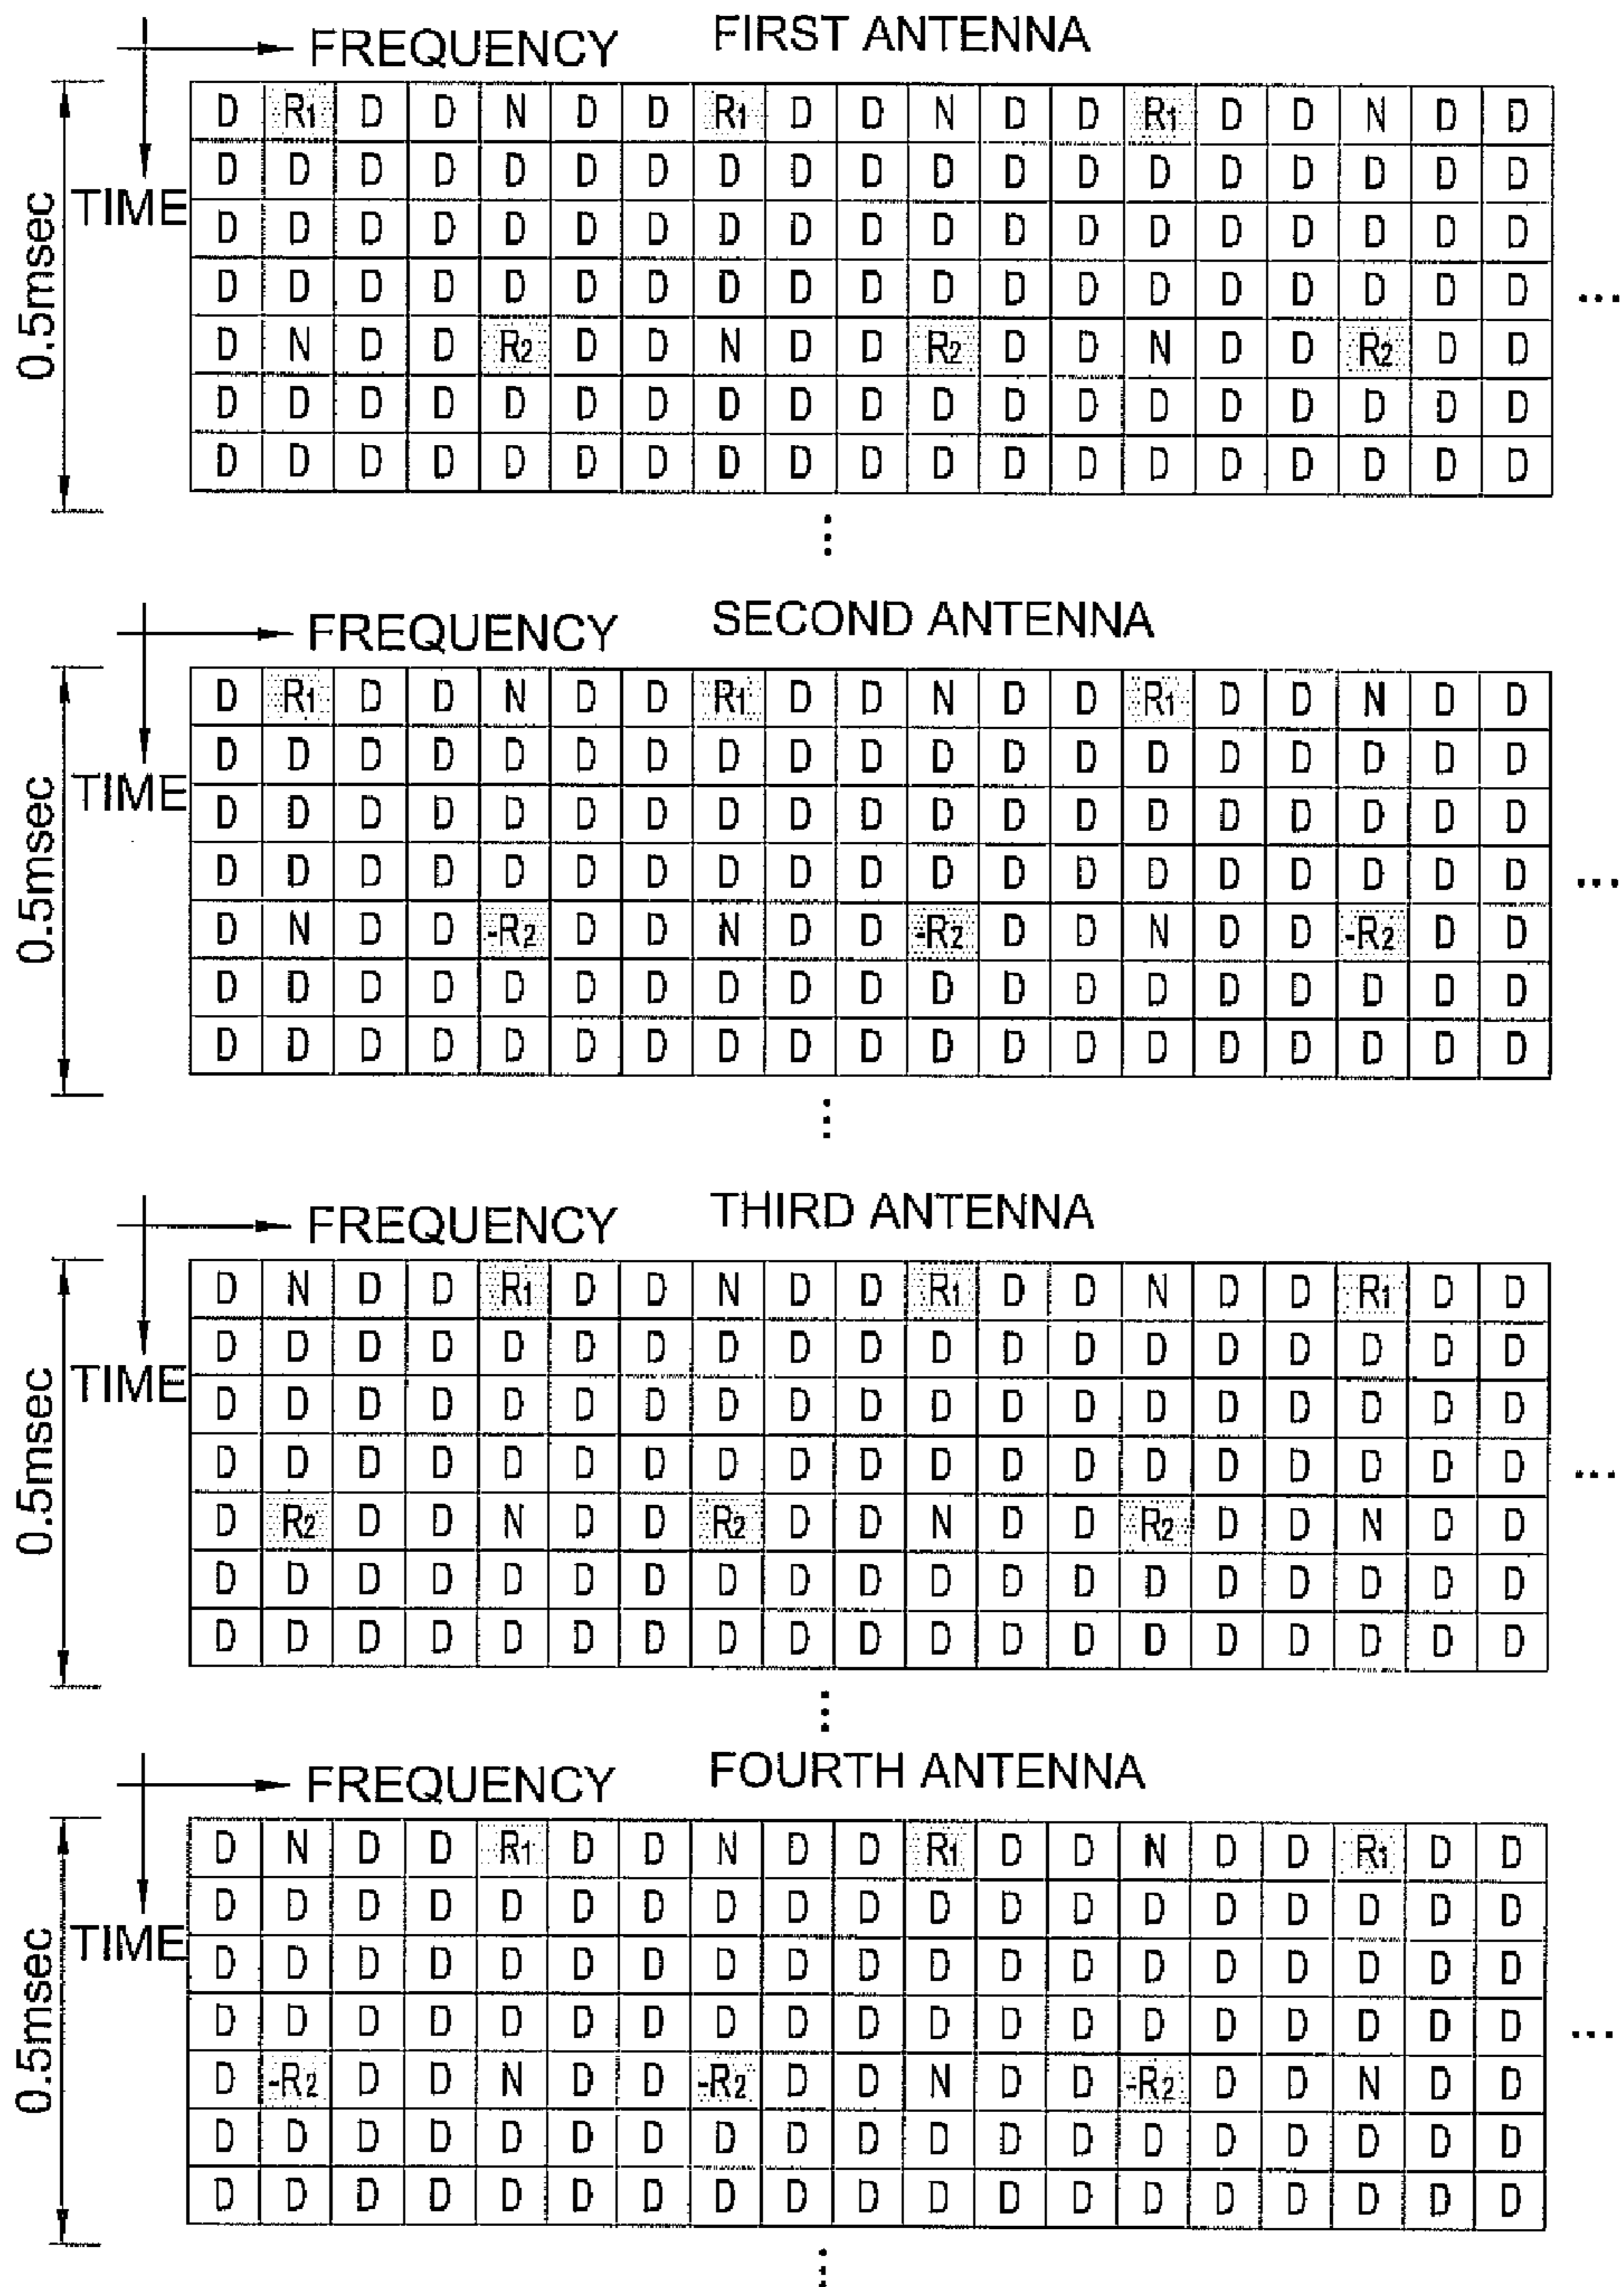 FREQUENCY FIRST ANTENNA
D R1 D D N D D R1 D D N D D R1 D D N D D
D D D D D D D D D D D D D D D D D D D
TIME
D D D D D D D D D D D D D D D D D D D
D D D D D D D D D D D D D D D D D D D ...
0.5msec
D N D D R2 D D N D D R2 D D N D D R2 D D
D D D D D D D D D D D D D D D D D D D
D D D D D D D D D D D D D D D D D D D
...
FREQUENCY SECOND ANTENNA
D R1 D D N D D R1 D D N D D R1 D D N D D
D D D D D D D D D D D D D D D D D D D
TIME
D D D D D D D D D D D D D D D D D D D
D D D D D D D D D D D D D D D D D D D ...
0.5msec
D N D D -R2 D D N D D -R2 D D N D D -R2 D D
D D D D D D D D D D D D D D D D D D D
D D D D D D D D D D D D D D D D D D D
...
FREQUENCY THIRD ANTENNA
D N D D R1 D D N D D R1 D D N D D R1 D D
D D D D D D D D D D D D D D D D D D D
TIME
D D D D D D D D D D D D D D D D D D D
D D D D D D D D D D D D D D D D D D D ...
0.5msec
D R2 D D N D D R2 D D N D D R2 D D N D D
D D D D D D D D D D D D D D D D D D D
D D D D D D D D D D D D D D D D D D D
...
FREQUENCY FOURTH ANTENNA
D N D D R1 D D N D D R1 D D N D D R1 D D
D D D D D D D D D D D D D D D D D D D
TIME
D D D D D D D D D D D D D D D D D D D
D D D D D D D D D D D D D D D D D D D ...
0.5msec
D -R2 D D N D D -R2 D D N D D -R2 D D N D D
D D D D D D D D D D D D D D D D D D D
D D D D D D D D D D D D D D D D D D D
...